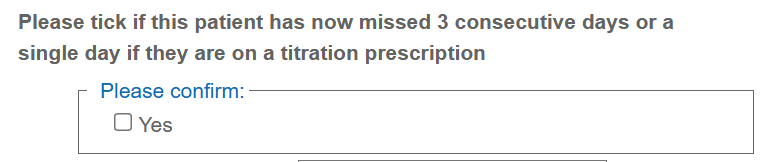 Please tick if this patient has now missed 3 consecutive days or a
single day if they are on a titration prescription
Please confirm:
Yes